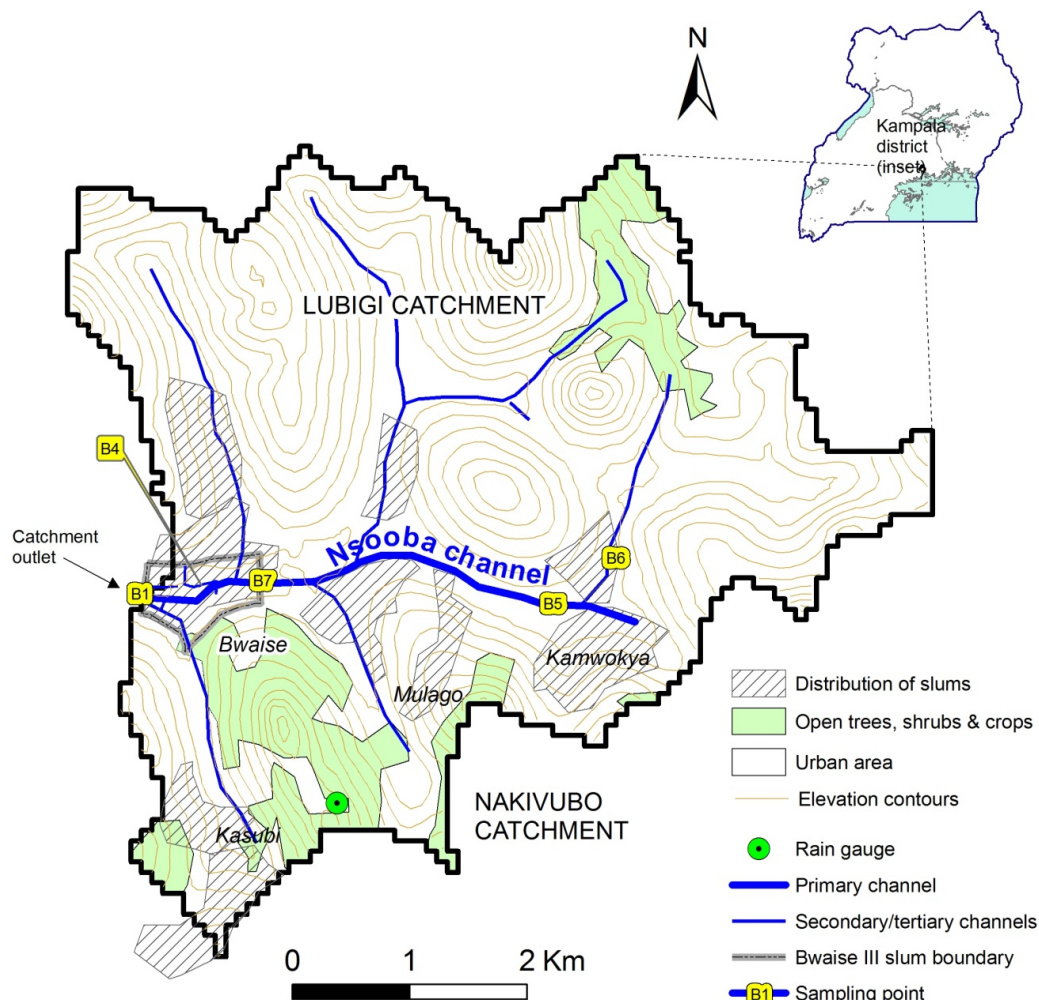 N
Kampala
district
(inset)
LUBIGI CATCHMENT
B4
Catchment
outlet
Nsooba channel
B6
B7
B1
B5
Bwaise
Kamwokya
Mulago
Kasubi
NAKIVUBO
CATCHMENT
Distribution of slums
Open trees, shrubs & crops
Urban area
Elevation contours
Rain gauge
Primary channel
Secondary/tertiary channels
Bwaise III slum boundary
B1 Sampling point
0 1 2 Km